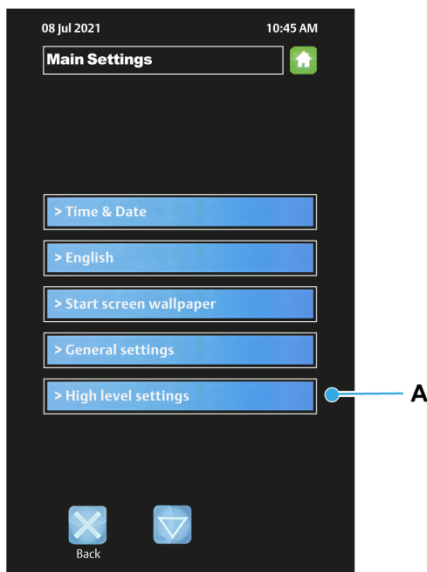 08 Jul 2021 10:45 AM
Main Settings
> Time & Date
> English
> Start screen wallpaper
> General settings
> High level settings
A
Back